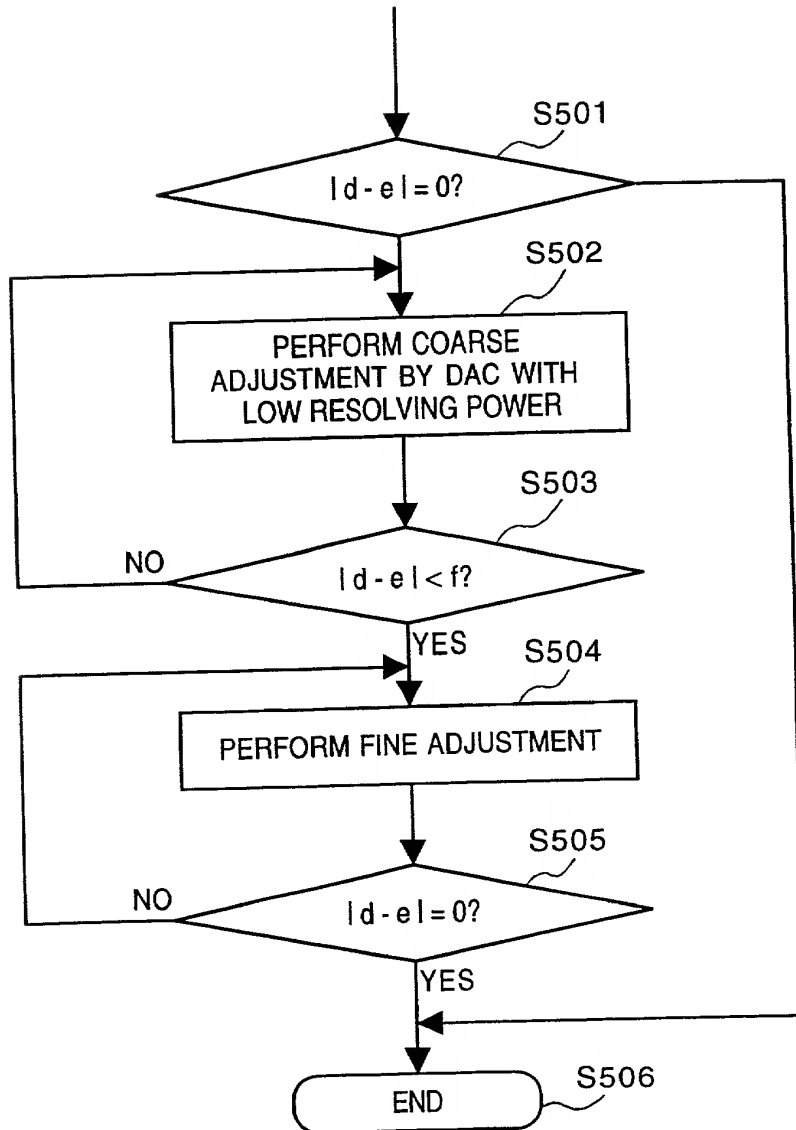 S501
|d-e|=0?
S502
PERFORM COARSE
ADJUSTMENT BY DAC WITH
LOW RESOLVING POWER
S503
NO
|d-e|<f?
YES
S504
PERFORM FINE ADJUSTMENT
S505
NO
|d-e|=0?
YES
S506
END